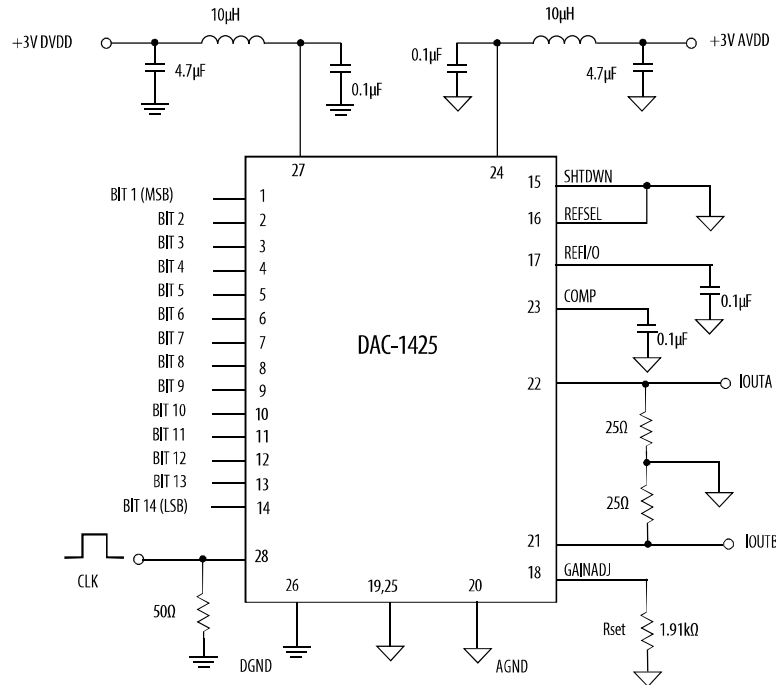 10μH
10μH
+3V DVDD
+3V AVDD
4.7μF
0.1μF
0.1μF
4.7μF
27
24
BIT 1 (MSB)
1
BIT 2
2
BIT 3
3
BIT 4
4
BIT 5
5
BIT 6
6
BIT 7
7
BIT 8
8
BIT 9
9
BIT 10
10
BIT 11
11
BIT 12
12
BIT 13
13
BIT 14 (LSB)
14
DAC-1425
15
SHTDWN
16
REFSEL
17
REFI/O
0.1μF
23
COMP
0.1μF
22
IOUTA
25Ω
25Ω
21
IOUTB
28
CLK
50Ω
18
GAINADJ
26
19,25
20
DGND
AGND
Rset
1.91kΩ